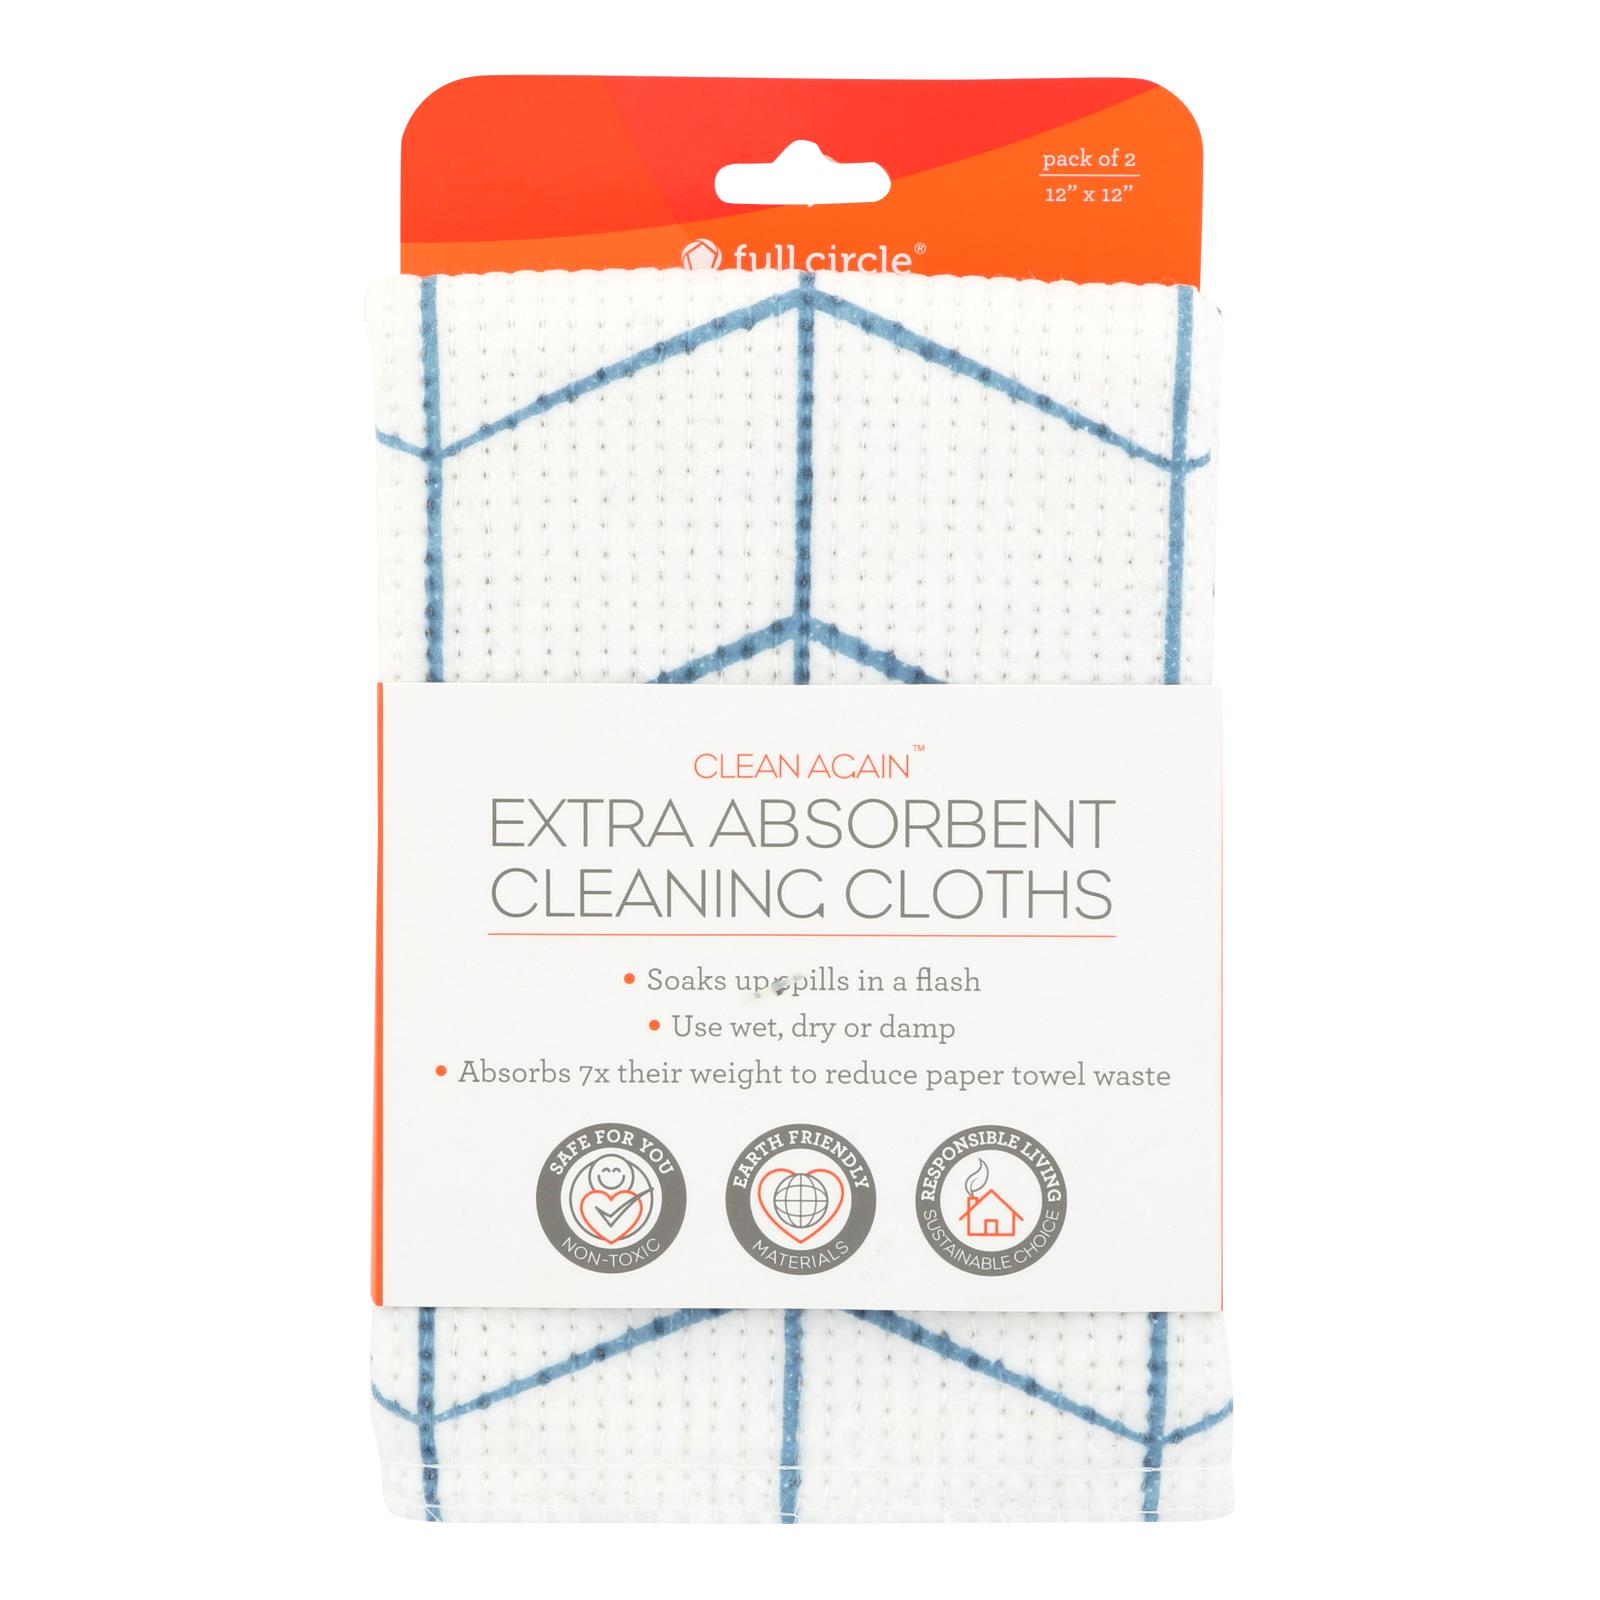 pack of 2
12” x 12”
full circle®
CLEAN AGAIN™
EXTRA ABSORBENT
CLEANING CLOTHS
• Soaks up spills in a flash
• Use wet, dry or damp
• Absorbs 7x their weight to reduce paper towel waste
SAFE FOR YOU
NON-TOXIC
EARTH FRIENDLY
MATERIALS
RESPONSIBLE LIVING
SUSTAINABLE CHOICE